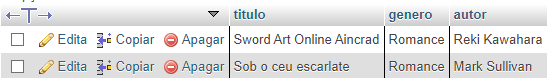 titulo genero autor
Edita Copiar Apagar Sword Art Online Aincrad Romance Reki Kawahara
Edita Copiar Apagar Sob o ceu escarlate Romance Mark Sullivan